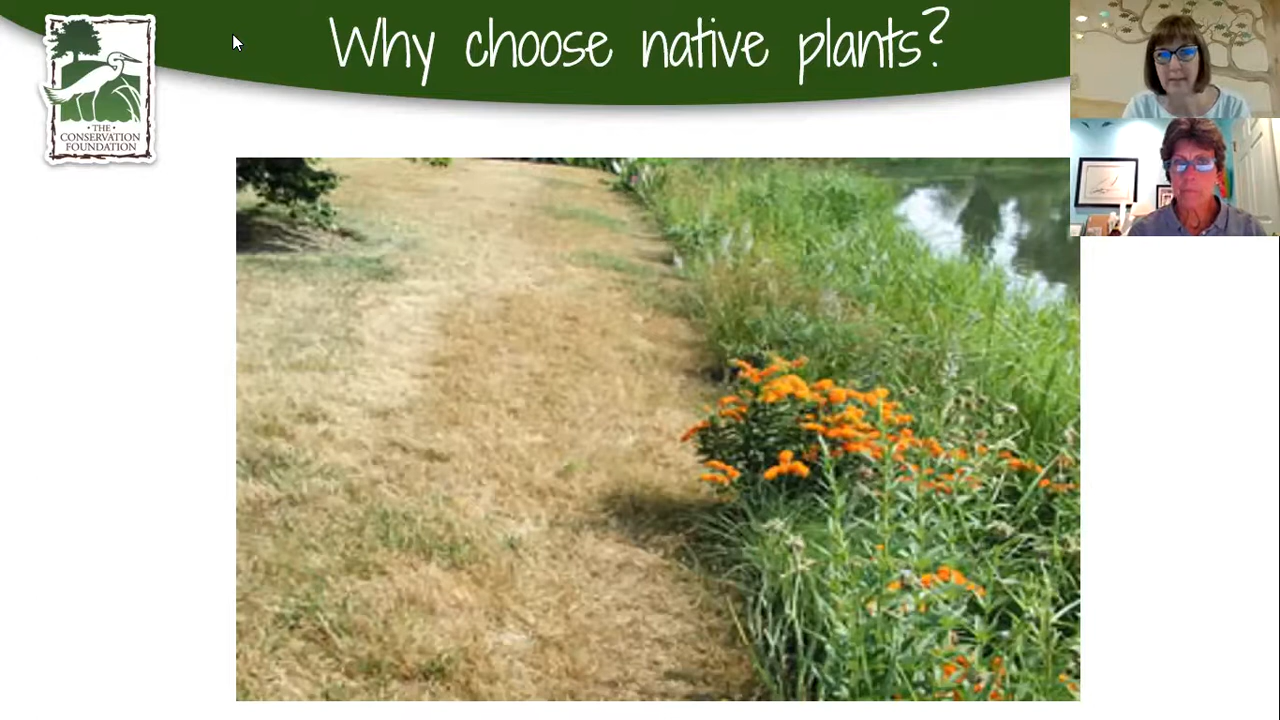 Why choose native plants?
• THE •
CONSERVATION
FOUNDATION